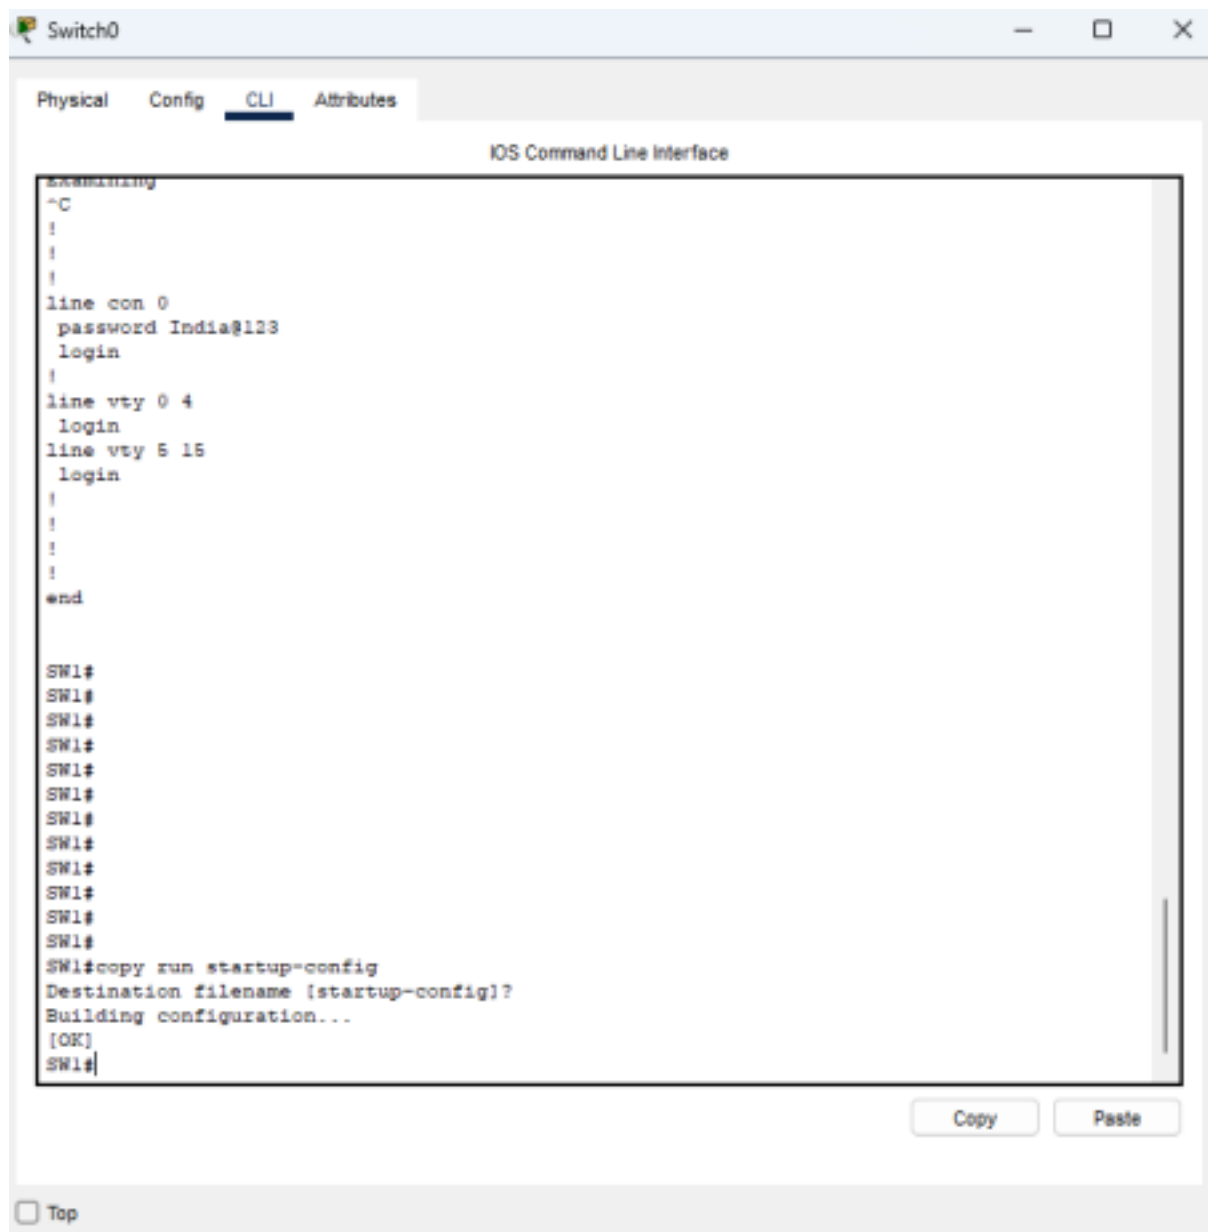 Switch0
Physical Config CLI Attributes
IOS Command Line Interface
Examining
^C
!
!
!
line con 0
password India@123
login
!
line vty 0 4
login
line vty 5 15
login
!
!
!
!
end
SW1#
SW1#
SW1#
SW1#
SW1#
SW1#
SW1#
SW1#
SW1#
SW1#
SW1#
SW1#
SW1#copy run startup-config
Destination filename [startup-config]?
Building configuration...
[OK]
SW1#
Copy Paste
Top